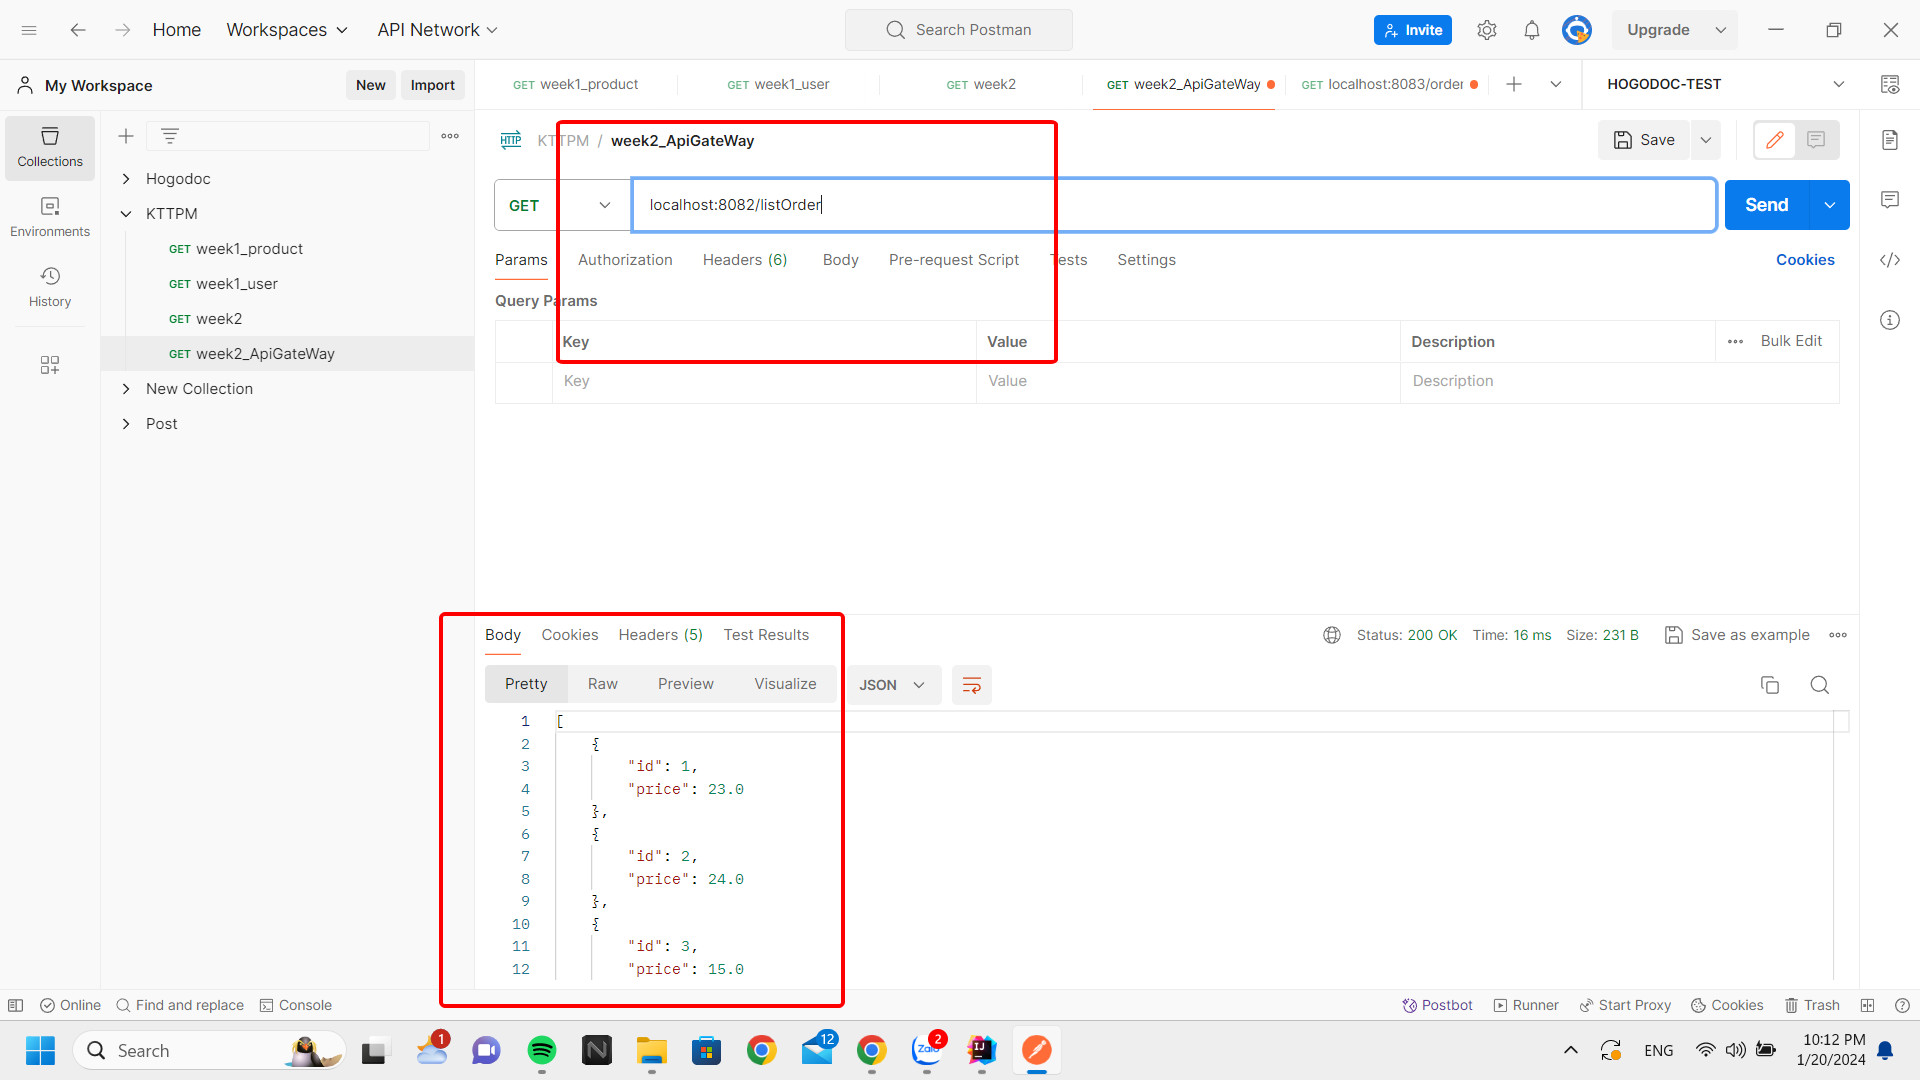 Home Workspaces API Network Search Postman Invite Upgrade
My Workspace New Import GET week1_product GET week1_user GET week2 GET week2_ApiGateWay GET localhost:8083/order HOGODOC-TEST
Collections
Environments
History
Hogodoc
KTTPM
GET week1_product
GET week1_user
GET week2
GET week2_ApiGateWay
New Collection
Post
HTTP KTTPM / week2_ApiGateWay Save
GET localhost:8082/listOrder Send
Params Authorization Headers (6) Body Pre-request Script Tests Settings Cookies
Query Params
Key Value Description Bulk Edit
Key Value Description
Body Cookies Headers (5) Test Results Status: 200 OK Time: 16 ms Size: 231 B Save as example
Pretty Raw Preview Visualize JSON
1 [
2 {
3 "id": 1,
4 "price": 23.0
5 },
6 {
7 "id": 2,
8 "price": 24.0
9 },
10 {
11 "id": 3,
12 "price": 15.0
Online Find and replace Console Postbot Runner Start Proxy Cookies Trash
Search 1 12 Zalo 2 IJ ENG 10:12 PM
1/20/2024